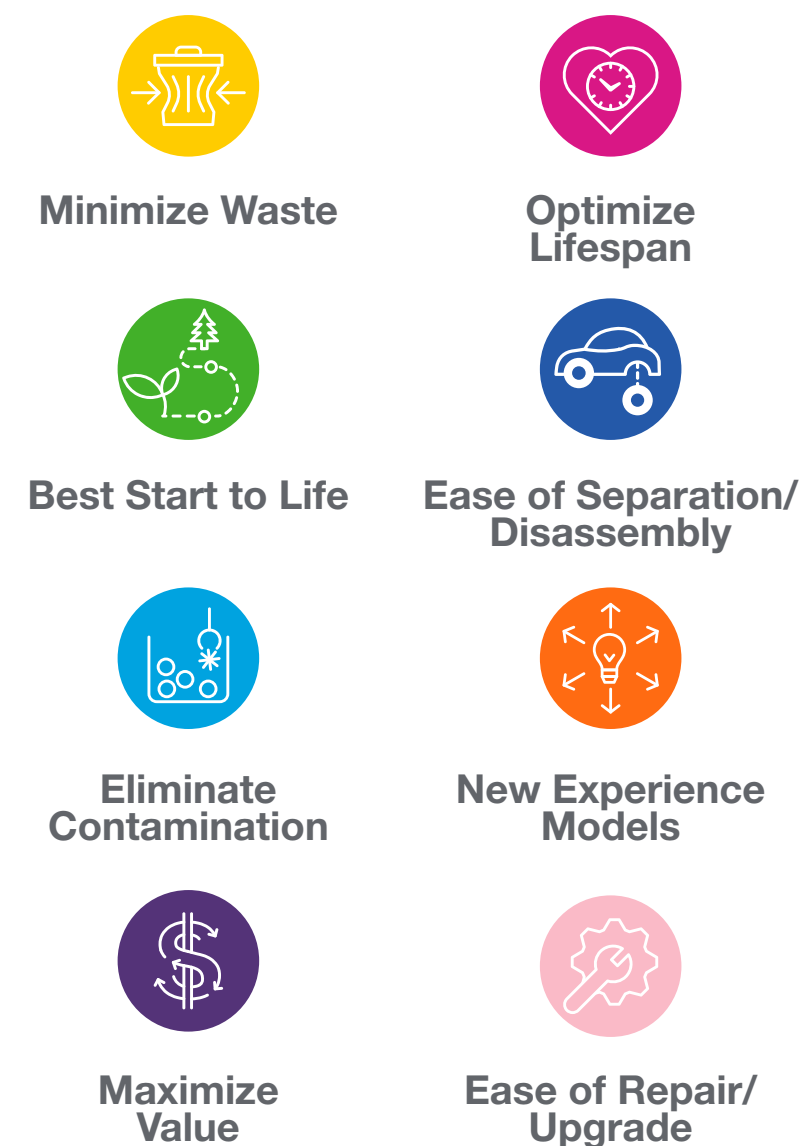 Minimize Waste
Optimize
Lifespan
Best Start to Life
Ease of Separation/
Disassembly
Eliminate
Contamination
New Experience
Models
Maximize
Value
Ease of Repair/
Upgrade